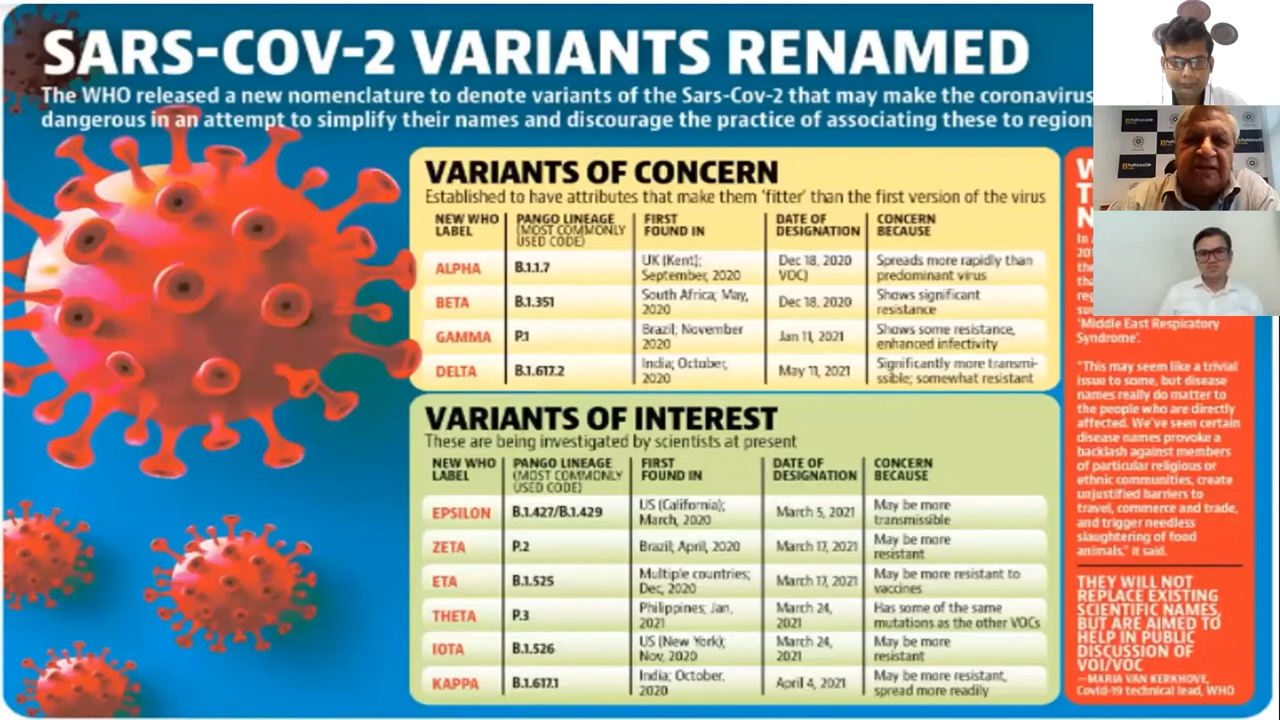 SARS-COV-2 VARIANTS RENAMED
The WHO released a new nomenclature to denote variants of the Sars-Cov-2 that may make the coronavirus
dangerous in an attempt to simplify their names and discourage the practice of associating these to region
VARIANTS OF CONCERN
Established to have attributes that make them 'fitter' than the first version of the virus
NEW WHO LABEL | PANGO LINEAGE (MOST COMMONLY USED CODE) | FIRST FOUND IN | DATE OF DESIGNATION | CONCERN BECAUSE
ALPHA | B.1.1.7 | UK (Kent); September, 2020 | Dec 18, 2020 VOC) | Spreads more rapidly than predominant virus
BETA | B.1.351 | South Africa; May, 2020 | Dec 18, 2020 | Shows significant resistance
GAMMA | P.1 | Brazil; November 2020 | Jan 11, 2021 | Shows some resistance, enhanced infectivity
DELTA | B.1.617.2 | India; October, 2020 | May 11, 2021 | Significantly more transmi-ssible; somewhat resistant
VARIANTS OF INTEREST
These are being investigated by scientists at present
NEW WHO LABEL | PANGO LINEAGE (MOST COMMONLY USED CODE) | FIRST FOUND IN | DATE OF DESIGNATION | CONCERN BECAUSE
EPSILON | B.1.427/B.1.429 | US (California); March, 2020 | March 5, 2021 | May be more transmissible
ZETA | P.2 | Brazil; April, 2020 | March 17, 2021 | May be more resistant
ETA | B.1.525 | Multiple countries; Dec, 2020 | March 17, 2021 | May be more resistant to vaccines
THETA | P.3 | Philippines; Jan, 2021 | March 24, 2021 | Has some of the same mutations as the other VOCs
IOTA | B.1.526 | US (New York); Nov, 2020 | March 24, 2021 | May be more resistant
KAPPA | B.1.617.1 | India; October, 2020 | April 4, 2021 | May be more resistant, spread more readily
'Middle East Respiratory
Syndrome'.
"This may seem like a trivial
issue to some, but disease
names really do matter to
the people who are directly
affected. We've seen certain
disease names provoke a
backlash against members
of particular religious or
ethnic communities, create
unjustified barriers to
travel, commerce and trade,
and trigger needless
slaughtering of food
animals," it said.
THEY WILL NOT
REPLACE EXISTING
SCIENTIFIC NAMES,
BUT ARE AIMED TO
HELP IN PUBLIC
DISCUSSION OF
VOI/VOC
—MARIA VAN KERKHOVE,
Covid-19 technical lead, WHO